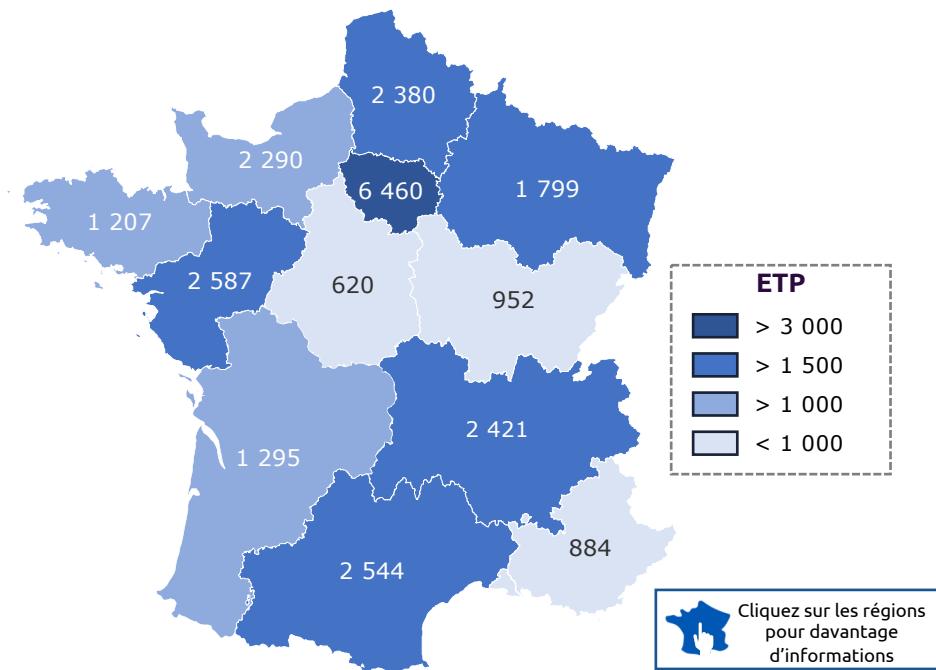 2 380
2 290
6 460
1 799
1 207
2 587
620
952
ETP
> 3 000
> 1 500
> 1 000
< 1 000
2 421
1 295
884
2 544
Cliquez sur les régions
pour davantage
d'informations